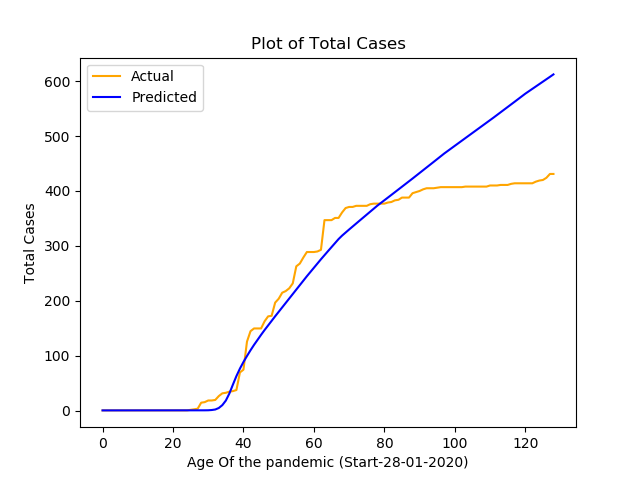 Plot of Total Cases
Actual
Predicted
600
500
400
300
200
100
0
Total Cases
0 20 40 60 80 100 120
Age Of the pandemic (Start-28-01-2020)